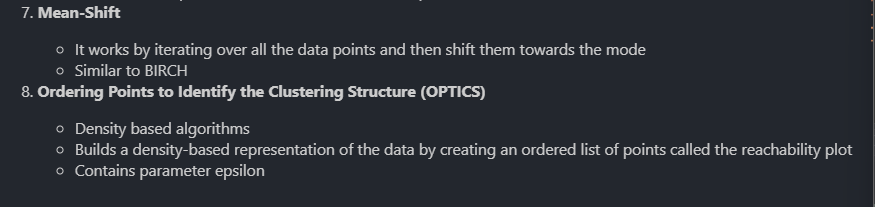 7. Mean-Shift
○ It works by iterating over all the data points and then shift them towards the mode
○ Similar to BIRCH
8. Ordering Points to Identify the Clustering Structure (OPTICS)
○ Density based algorithms
○ Builds a density-based representation of the data by creating an ordered list of points called the reachability plot
○ Contains parameter epsilon